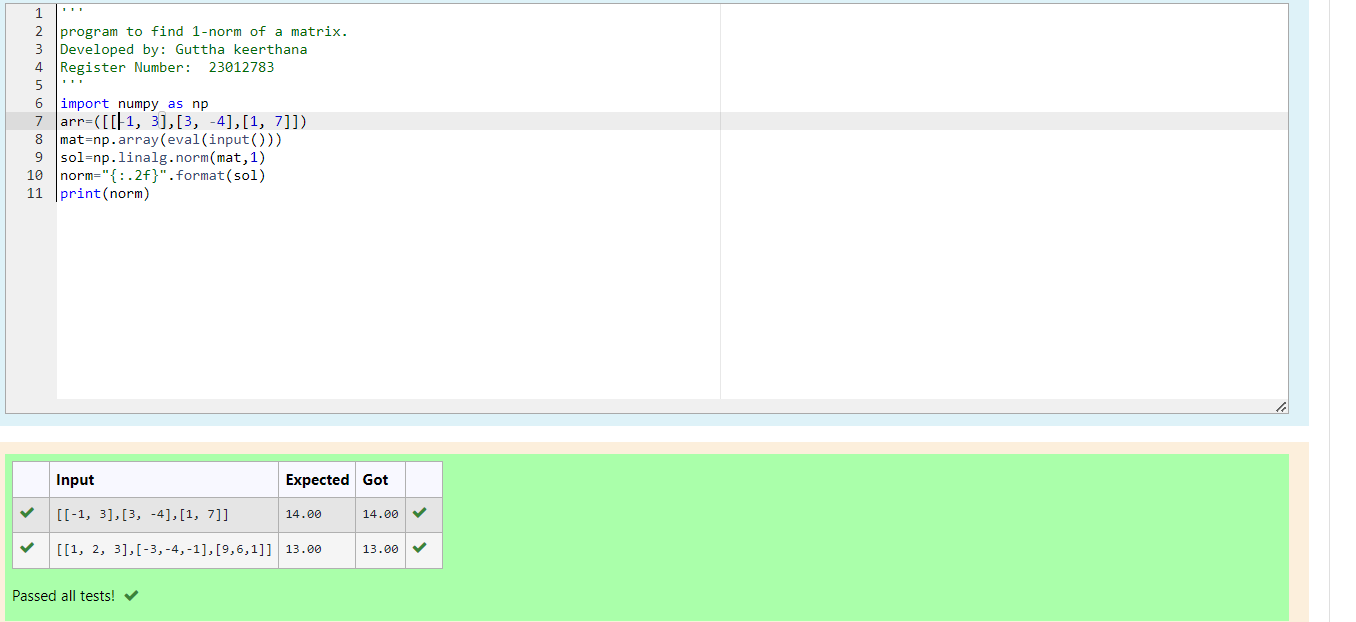 1 '''
2 program to find 1-norm of a matrix.
3 Developed by: Guttha keerthana
4 Register Number:  23012783
5 '''
6 import numpy as np
7 arr=([[-1, 3],[3, -4],[1, 7]])
8 mat=np.array(eval(input()))
9 sol=np.linalg.norm(mat,1)
10 norm="{:.2f}".format(sol)
11 print(norm)
Input Expected Got
[[-1, 3],[3, -4],[1, 7]] 14.00 14.00
[[1, 2, 3],[-3,-4,-1],[9,6,1]] 13.00 13.00
Passed all tests!